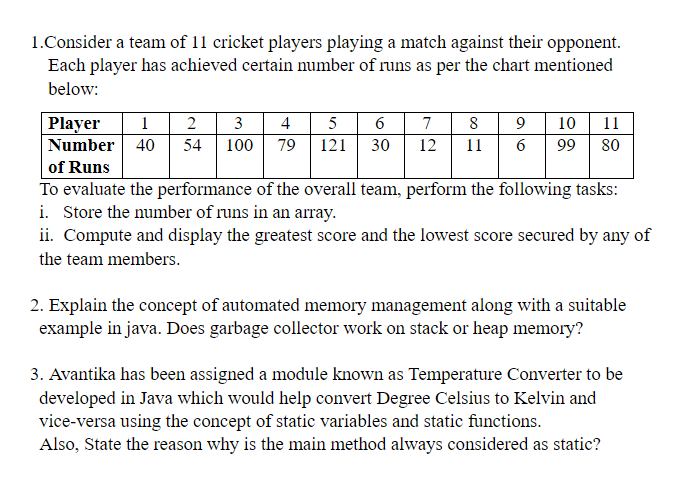 1.Consider a team of 11 cricket players playing a match against their opponent.
Each player has achieved certain number of runs as per the chart mentioned
below:
Player 1 2 3 4 5 6 7 8 9 10 11
Number 40 54 100 79 121 30 12 11 6 99 80
of Runs
To evaluate the performance of the overall team, perform the following tasks:
i. Store the number of runs in an array.
ii. Compute and display the greatest score and the lowest score secured by any of
the team members.
2. Explain the concept of automated memory management along with a suitable
example in java. Does garbage collector work on stack or heap memory?
3. Avantika has been assigned a module known as Temperature Converter to be
developed in Java which would help convert Degree Celsius to Kelvin and
vice-versa using the concept of static variables and static functions.
Also, State the reason why is the main method always considered as static?